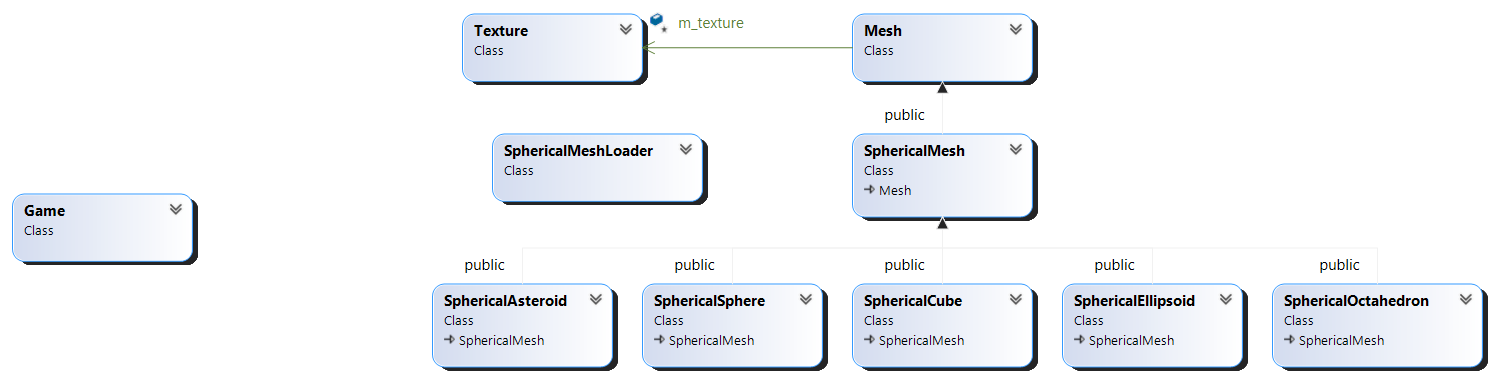 Texture
Class
m_texture
Mesh
Class
public
SphericalMeshLoader
Class
SphericalMesh
Class
Mesh
Game
Class
public
public
public
public
public
SphericalAsteroid
Class
SphericalMesh
SphericalSphere
Class
SphericalMesh
SphericalCube
Class
SphericalMesh
SphericalEllipsoid
Class
SphericalMesh
SphericalOctahedron
Class
SphericalMesh